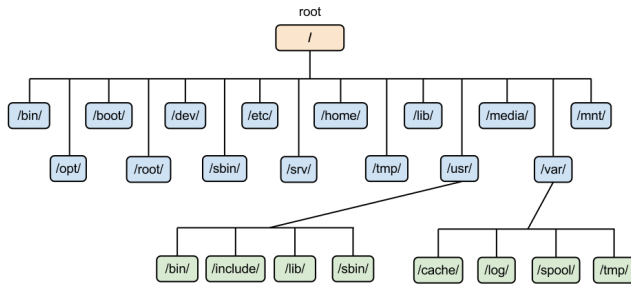 root
/
/bin/ /boot/ /dev/ /etc/ /home/ /lib/ /media/ /mnt/
/opt/ /root/ /sbin/ /srv/ /tmp/ /usr/ /var/
/bin/ /include/ /lib/ /sbin/ /cache/ /log/ /spool/ /tmp/